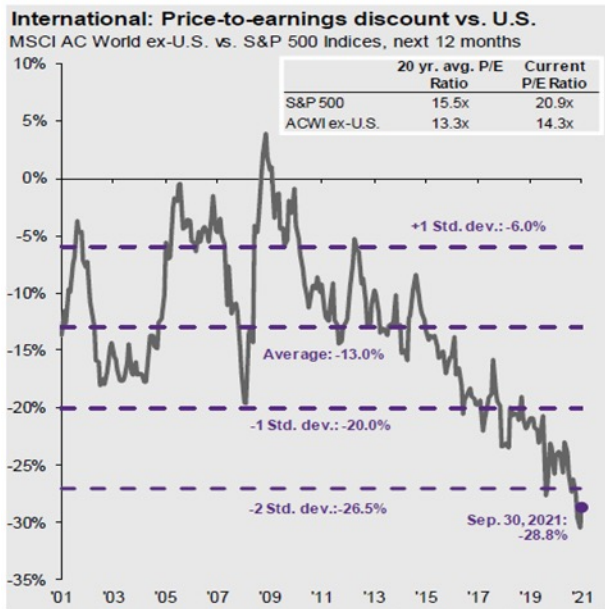 International: Price-to-earnings discount vs. U.S.
MSCI AC World ex-U.S. vs. S&P 500 Indices, next 12 months
10%
20 yr. avg. P/E Current
Ratio P/E Ratio
S&P 500 15.5x 20.9x
ACWI ex-U.S. 13.3x 14.3x
5%
0%
+1 Std. dev.: -6.0%
-5%
-10%
Average: -13.0%
-15%
-20%
-1 Std. dev.: -20.0%
-25%
-2 Std. dev.:-26.5%
Sep. 30, 2021:
-28.8%
-30%
-35%
'01 '03 '05 '07 '09 '11 '13 '15 '17 '19 '21